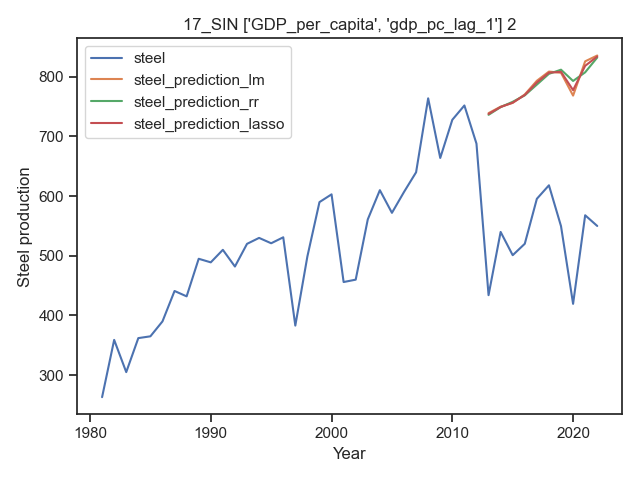 17_SIN ['GDP_per_capita', 'gdp_pc_lag_1'] 2
steel
steel_prediction_lm
steel_prediction_rr
steel_prediction_lasso
Steel production
800
700
600
500
400
300
1980
1990
2000
2010
2020
Year